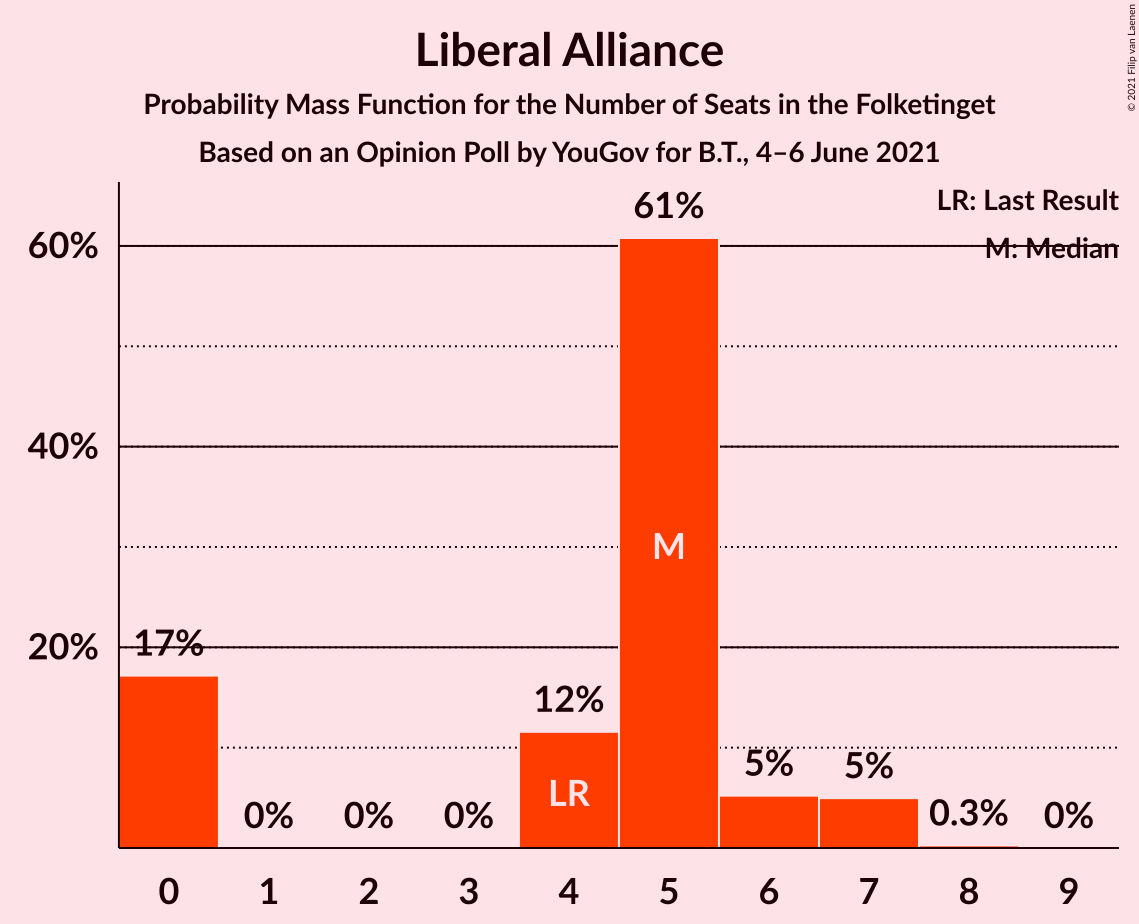 Liberal Alliance
Probability Mass Function for the Number of Seats in the Folketinget
Based on an Opinion Poll by YouGov for B.T., 4–6 June 2021
© 2021 Filip van Laenen
LR: Last Result
M: Median
61%
60%
40%
M
20%
17%
12%
LR
5%
5%
0%
0%
0%
0.3%
0%
0 1 2 3 4 5 6 7 8 9